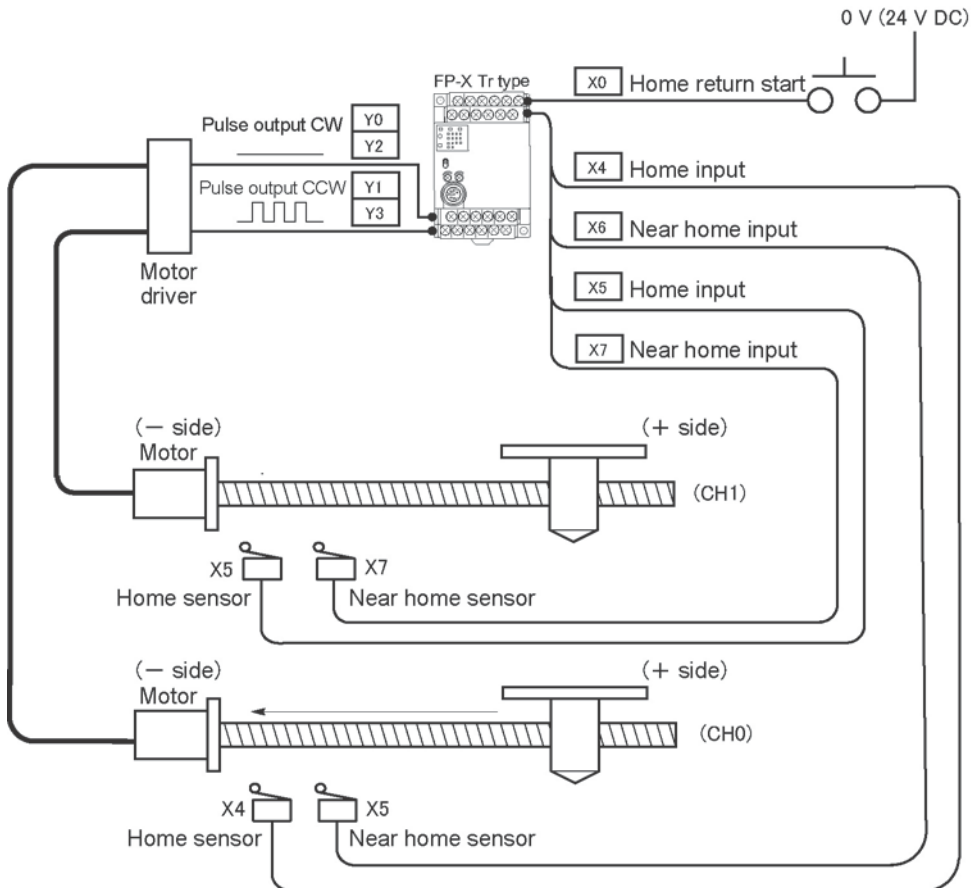 0 V (24 V DC)
FP-X Tr type
X0 Home return start
Pulse output CW Y0
Y2
Pulse output CCW Y1
Y3
X4 Home input
X6 Near home input
X5 Home input
X7 Near home input
Motor
driver
(− side)
Motor
(+ side)
(CH1)
X5
Home sensor
X7
Near home sensor
(− side)
Motor
(+ side)
(CH0)
X4
Home sensor
X5
Near home sensor